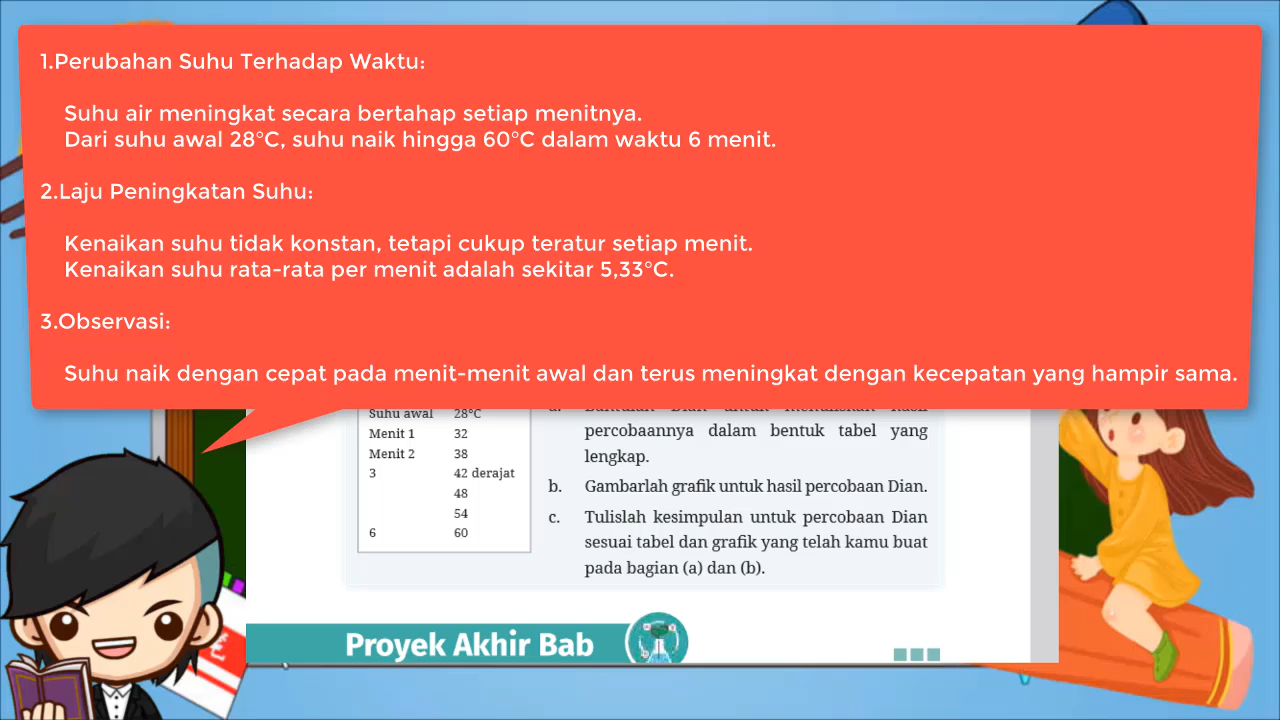 1.Perubahan Suhu Terhadap Waktu:
Suhu air meningkat secara bertahap setiap menitnya.
Dari suhu awal 28°C, suhu naik hingga 60°C dalam waktu 6 menit.
2.Laju Peningkatan Suhu:
Kenaikan suhu tidak konstan, tetapi cukup teratur setiap menit.
Kenaikan suhu rata-rata per menit adalah sekitar 5,33°C.
3.Observasi:
Suhu naik dengan cepat pada menit-menit awal dan terus meningkat dengan kecepatan yang hampir sama.
Suhu awal 28°C
Menit 1 32
Menit 2 38
3 42 derajat
48
54
6 60
percobaannya dalam bentuk tabel yang
lengkap.
b. Gambarlah grafik untuk hasil percobaan Dian.
c. Tulislah kesimpulan untuk percobaan Dian
sesuai tabel dan grafik yang telah kamu buat
pada bagian (a) dan (b).
Proyek Akhir Bab